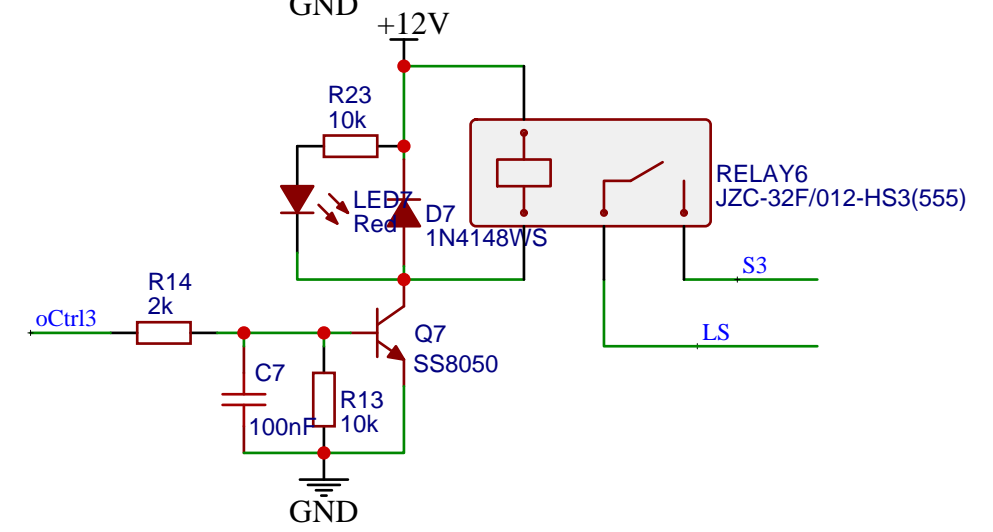 GND
+12V
R23
10k
LED7
Red
D7
1N4148WS
RELAY6
JZC-32F/012-HS3(555)
S3
LS
R14
2k
oCtrl3
Q7
SS8050
C7
100nF
R13
10k
GND